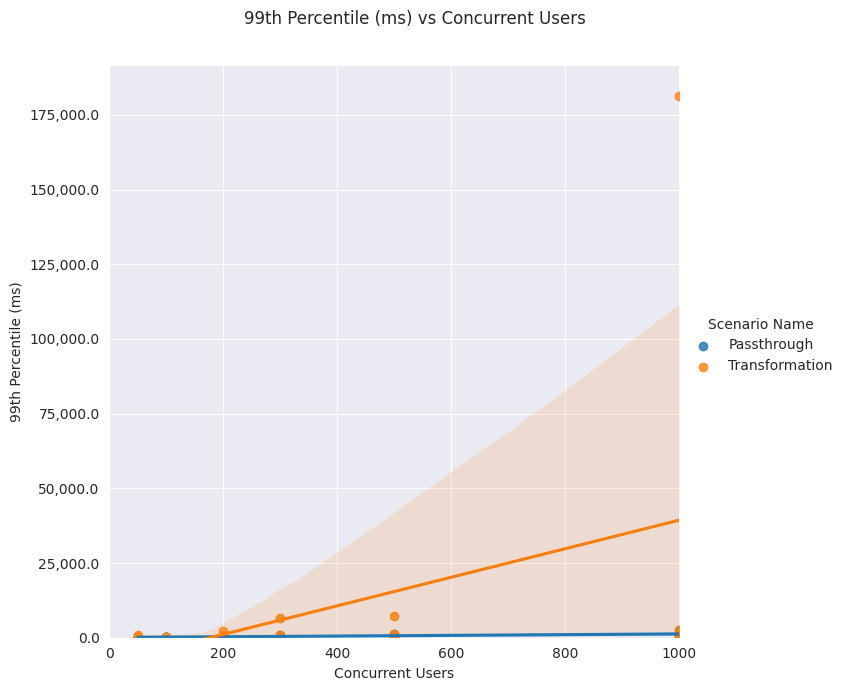 99th Percentile (ms) vs Concurrent Users
175,000.0
150,000.0
125,000.0
100,000.0
75,000.0
50,000.0
25,000.0
0.0
99th Percentile (ms)
0 200 400 600 800 1000
Concurrent Users
Scenario Name
Passthrough
Transformation